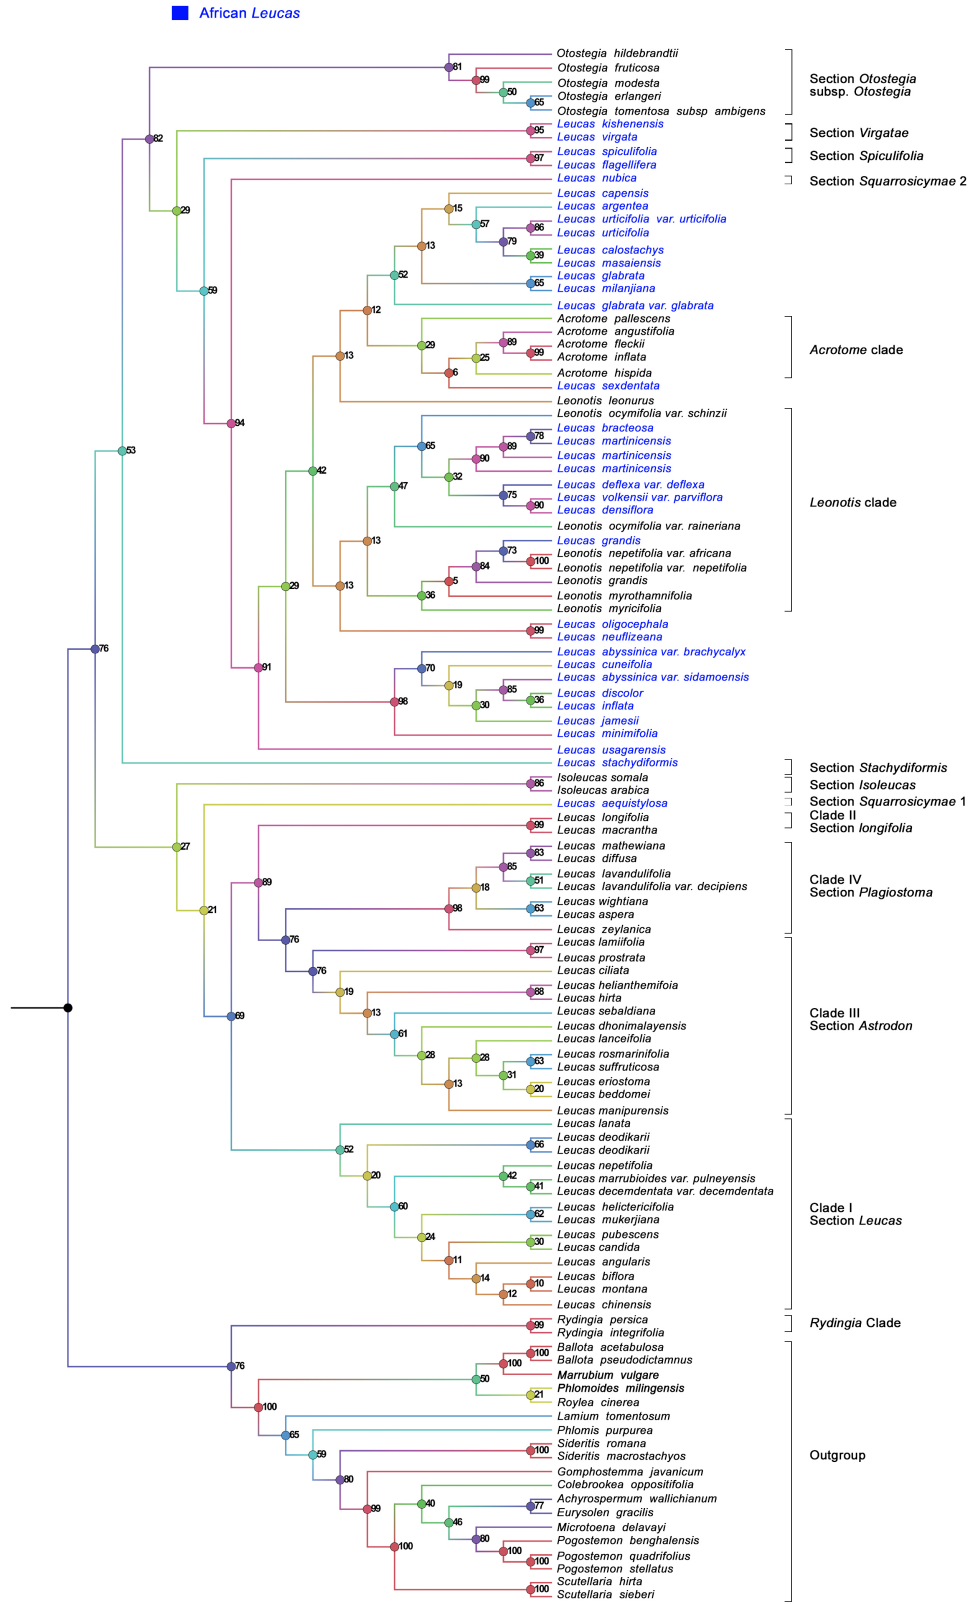 African Leucas
Otostegia hildebrandtii
81
Otostegia fruticosa
99
Otostegia modesta
50
Otostegia erlangeri
65
Otostegia tomentosa subsp ambigens
Section Otostegia
subsp. Otostegia
82
Leucas kishenensis
95
Leucas virgata
Section Virgatae
Leucas spiculifolia
97
Leucas flagellifera
Section Spiculifolia
Leucas nubica
Section Squarrosicymae 2
29
Leucas capensis
15
Leucas argentea
57
Leucas urticifolia var. urticifolia
86
Leucas urticifolia
79
Leucas calostachys
39
Leucas masaiensis
13
Leucas glabrata
65
Leucas milanjiana
52
59
Leucas glabrata var. glabrata
12
Acrotome pallescens
Acrotome angustifolia
29
89
Acrotome fleckii
99
Acrotome inflata
25
Acrotome hispida
6
Leucas sexdentata
Acrotome clade
13
Leonotis leonurus
94
Leonotis ocymifolia var. schinzii
Leucas bracteosa
78
Leucas martinicensis
65
89
Leucas martinicensis
90
Leucas martinicensis
32
Leucas deflexa var. deflexa
75
Leucas volkensii var. parviflora
90
Leucas densiflora
47
Leonotis ocymifolia var. raineriana
Leonotis clade
53
42
13
Leucas grandis
73
Leonotis nepetifolia var. africana
100
Leonotis nepetifolia var. nepetifolia
84
Leonotis grandis
5
Leonotis myrothamnifolia
36
Leonotis myricifolia
29
13
Leucas oligocephala
99
Leucas neuflizeana
76
91
Leucas abyssinica var. brachycalyx
70
Leucas cuneifolia
19
Leucas abyssinica var. sidamoensis
85
Leucas discolor
36
Leucas inflata
30
Leucas jamesii
98
Leucas minimifolia
Leucas usagarensis
Leucas stachydiformis
Section Stachydiformis
Isoleucas somala
86
Isoleucas arabica
Section Isoleucas
Leucas aequistylosa
Section Squarrosicymae 1
Leucas longifolia
99
Leucas macrantha
Clade II
Section longifolia
27
Leucas mathewiana
83
Leucas diffusa
85
Leucas lavandulifolia
51
Leucas lavandulifolia var. decipiens
18
Leucas wightiana
63
Leucas aspera
98
Leucas zeylanica
Clade IV
Section Plagiostoma
89
21
76
Leucas lamiifolia
97
Leucas prostrata
76
Leucas ciliata
19
Leucas helianthemifoia
88
Leucas hirta
13
Leucas sebaldiana
61
Leucas dhonimalayensis
28
Leucas lanceifolia
28
Leucas rosmarinifolia
63
Leucas suffruticosa
31
Leucas eriostoma
20
Leucas beddomei
13
Leucas manipurensis
Clade III
Section Astrodon
69
Leucas lanata
52
Leucas deodikarii
66
Leucas deodikarii
20
Leucas nepetifolia
42
Leucas marrubioides var. pulneyensis
41
Leucas decemdentata var. decemdentata
60
Leucas helictericifolia
62
Leucas mukerjiana
24
Leucas pubescens
30
Leucas candida
11
Leucas angularis
14
Leucas biflora
10
Leucas montana
12
Leucas chinensis
Clade I
Section Leucas
Rydingia persica
99
Rydingia integrifolia
Rydingia Clade
76
Ballota acetabulosa
100
Ballota pseudodictamnus
100
Marrubium vulgare
50
Phlomoides milingensis
21
Roylea cinerea
100
Lamium tomentosum
65
Phlomis purpurea
59
Sideritis romana
100
Sideritis macrostachyos
80
Gomphostemma javanicum
99
Colebrookea oppositifolia
40
Achyrospermum wallichianum
77
Eurysolen gracilis
46
Microtoena delavayi
80
Pogostemon benghalensis
100
Pogostemon quadrifolius
100
Pogostemon stellatus
100
Scutellaria hirta
100
Scutellaria sieberi
Outgroup